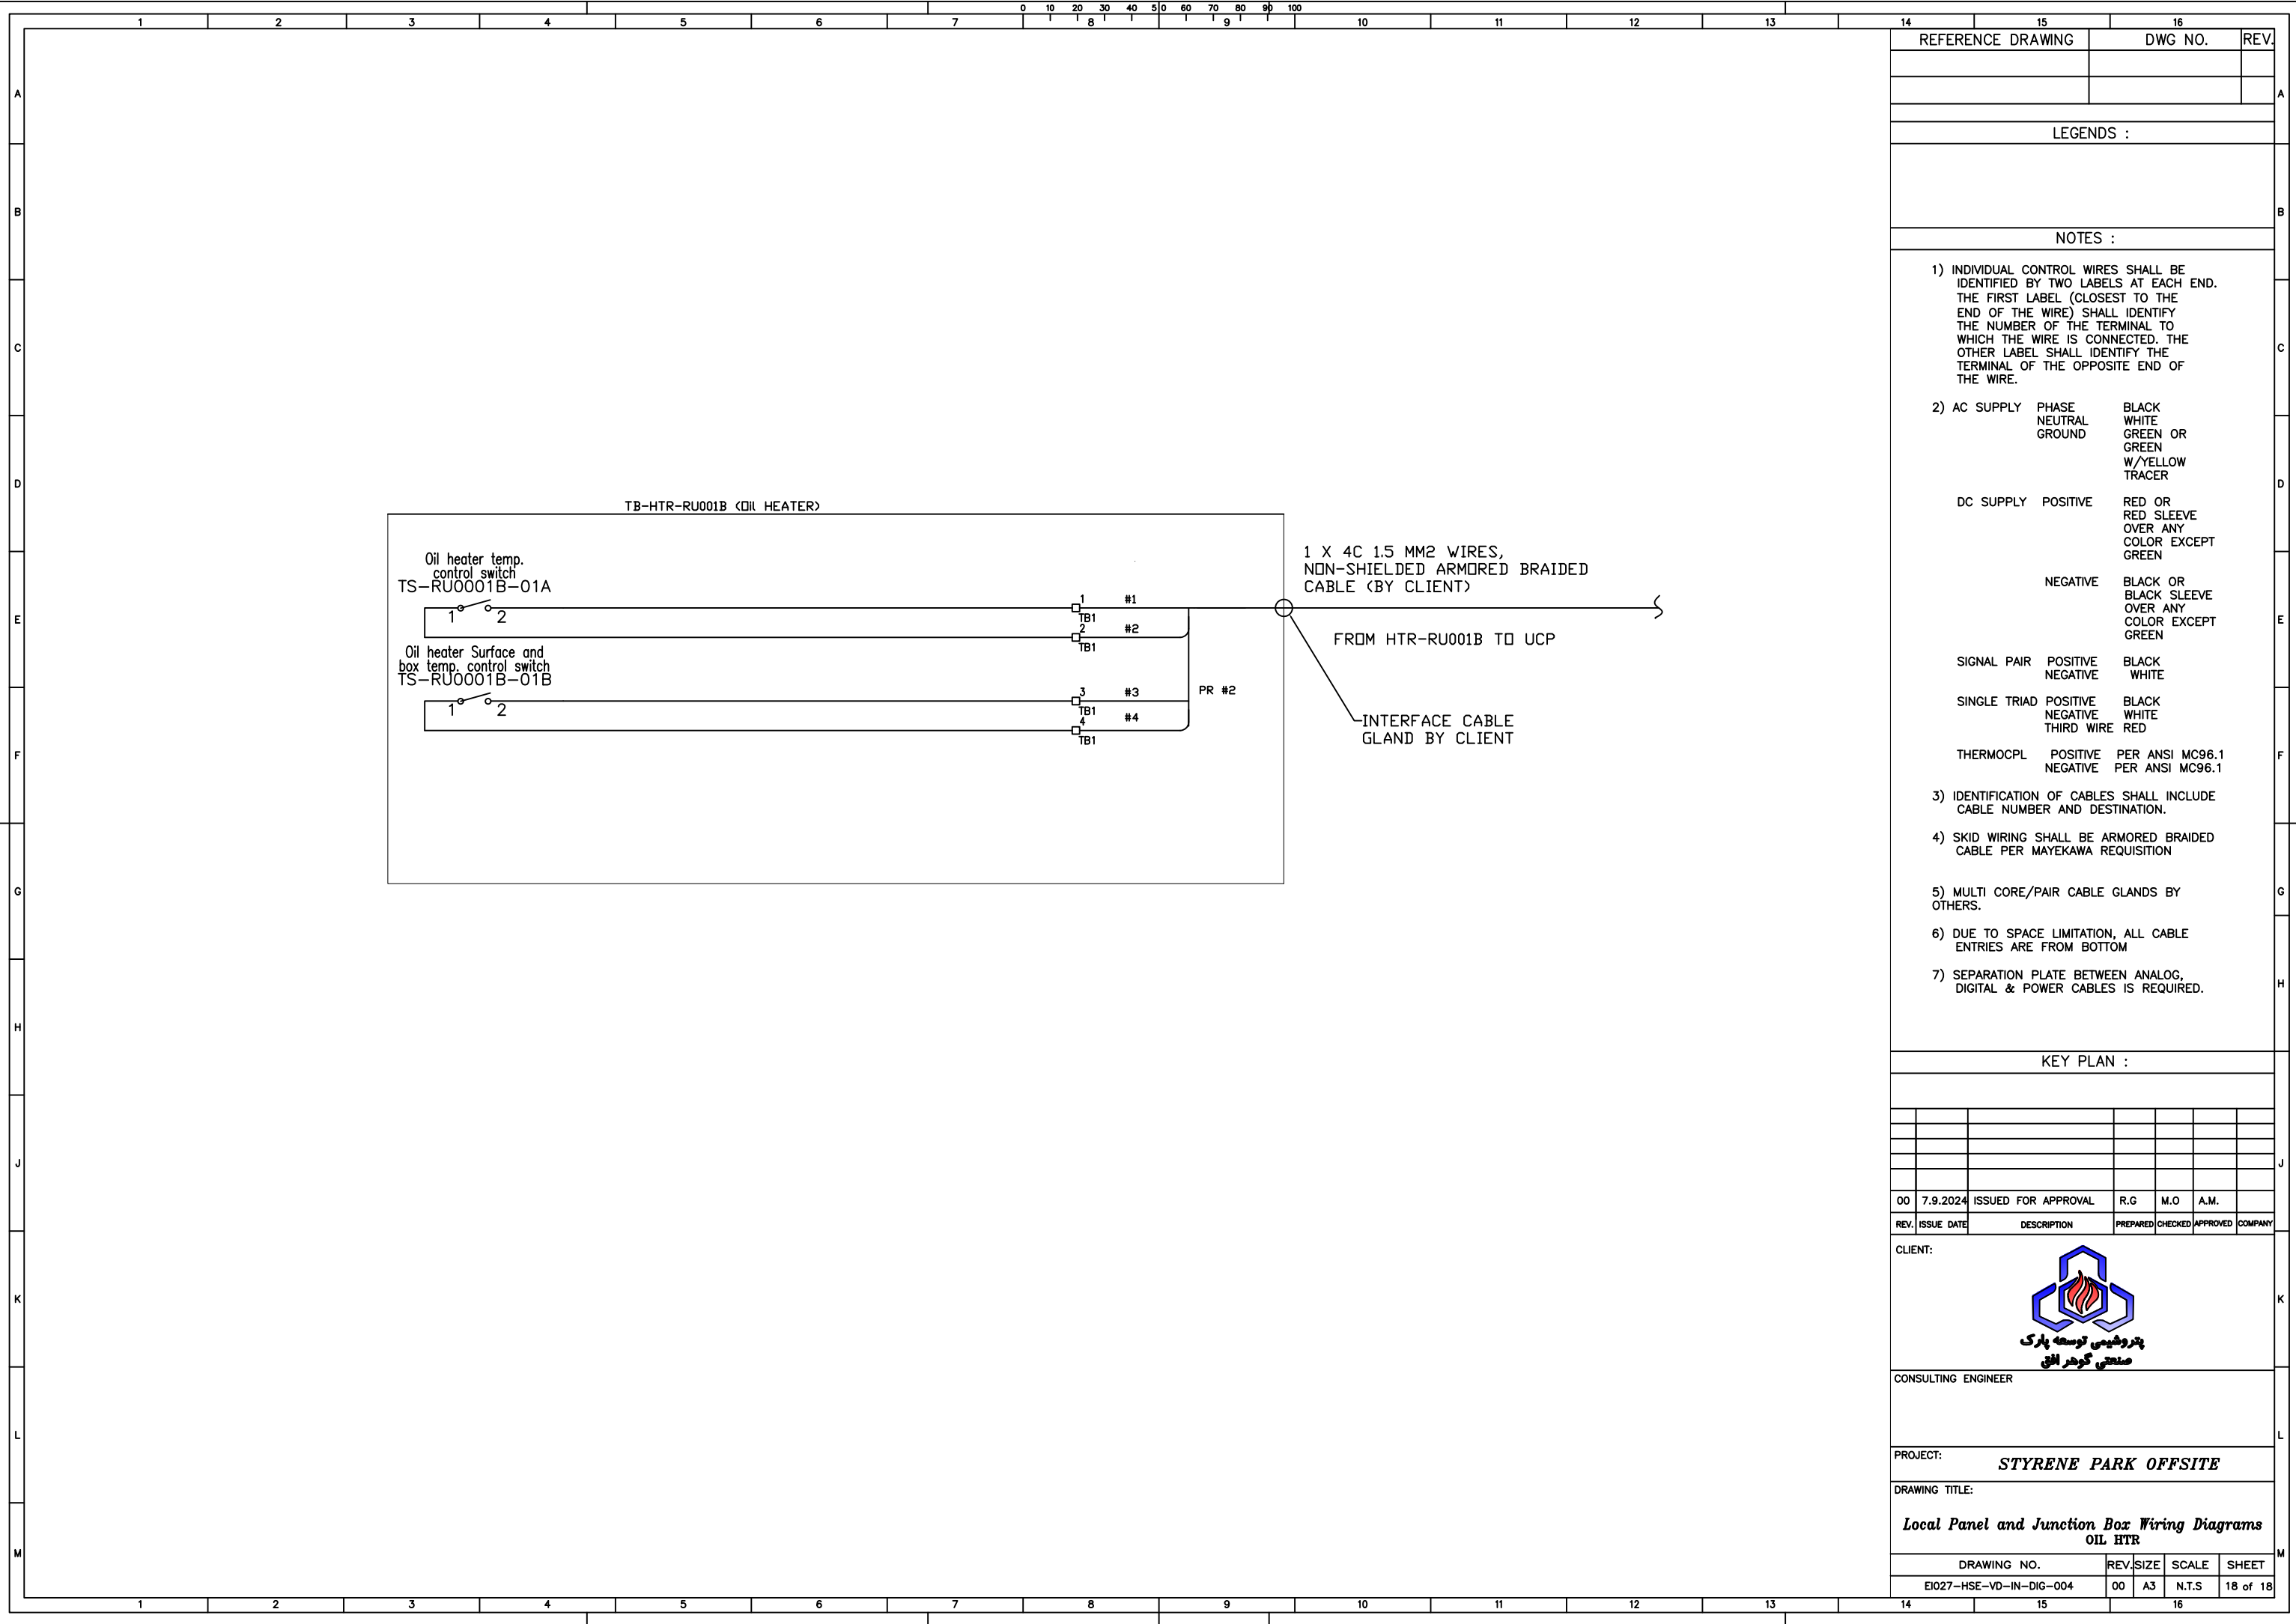 0 10 20 30 40 50 60 70 80 90 100
1 2 3 4 5 6 7 8 9 10 11 12 13 14 15 16
A
B
C
D
E
F
G
H
J
K
L
M
TB-HTR-RU001B (OIL HEATER)
Oil heater temp.
control switch
TS-RU0001B-01A
1 2
Oil heater Surface and
box temp. control switch
TS-RU0001B-01B
1 2
1 #1
TB1
2 #2
TB1
3 #3
TB1
4 #4
TB1
PR #2
1 X 4C 1.5 MM2 WIRES,
NON-SHIELDED ARMORED BRAIDED
CABLE (BY CLIENT)
FROM HTR-RU001B TO UCP
INTERFACE CABLE
GLAND BY CLIENT
REFERENCE DRAWING DWG NO. REV.
LEGENDS :
NOTES :
1) INDIVIDUAL CONTROL WIRES SHALL BE
IDENTIFIED BY TWO LABELS AT EACH END.
THE FIRST LABEL (CLOSEST TO THE
END OF THE WIRE) SHALL IDENTIFY
THE NUMBER OF THE TERMINAL TO
WHICH THE WIRE IS CONNECTED. THE
OTHER LABEL SHALL IDENTIFY THE
TERMINAL OF THE OPPOSITE END OF
THE WIRE.
2) AC SUPPLY PHASE BLACK
NEUTRAL WHITE
GROUND GREEN OR
GREEN
W/YELLOW
TRACER
DC SUPPLY POSITIVE RED OR
RED SLEEVE
OVER ANY
COLOR EXCEPT
GREEN
NEGATIVE BLACK OR
BLACK SLEEVE
OVER ANY
COLOR EXCEPT
GREEN
SIGNAL PAIR POSITIVE BLACK
NEGATIVE WHITE
SINGLE TRIAD POSITIVE BLACK
NEGATIVE WHITE
THIRD WIRE RED
THERMOCPL POSITIVE PER ANSI MC96.1
NEGATIVE PER ANSI MC96.1
3) IDENTIFICATION OF CABLES SHALL INCLUDE
CABLE NUMBER AND DESTINATION.
4) SKID WIRING SHALL BE ARMORED BRAIDED
CABLE PER MAYEKAWA REQUISITION
5) MULTI CORE/PAIR CABLE GLANDS BY
OTHERS.
6) DUE TO SPACE LIMITATION, ALL CABLE
ENTRIES ARE FROM BOTTOM
7) SEPARATION PLATE BETWEEN ANALOG,
DIGITAL & POWER CABLES IS REQUIRED.
KEY PLAN :
00 7.9.2024 ISSUED FOR APPROVAL R.G M.O A.M.
REV. ISSUE DATE DESCRIPTION PREPARED CHECKED APPROVED COMPANY
CLIENT:
پتروشیمی توسعه پارک
صنعتی گوهر افق
CONSULTING ENGINEER
PROJECT:
STYRENE PARK OFFSITE
DRAWING TITLE:
Local Panel and Junction Box Wiring Diagrams
OIL HTR
DRAWING NO. REV. SIZE SCALE SHEET
EI027-HSE-VD-IN-DIG-004 00 A3 N.T.S 18 of 18
A
B
C
D
E
F
G
H
J
K
L
M
1 2 3 4 5 6 7 8 9 10 11 12 13 14 15 16